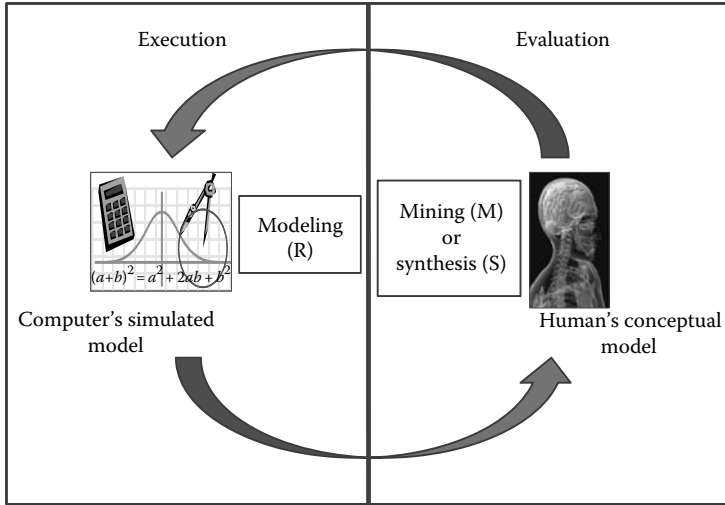 Execution
Evaluation
Modeling
(R)
Mining (M)
or
synthesis (S)
(a+b)² = a² + 2ab + b²
Computer’s simulated
model
Human’s conceptual
model